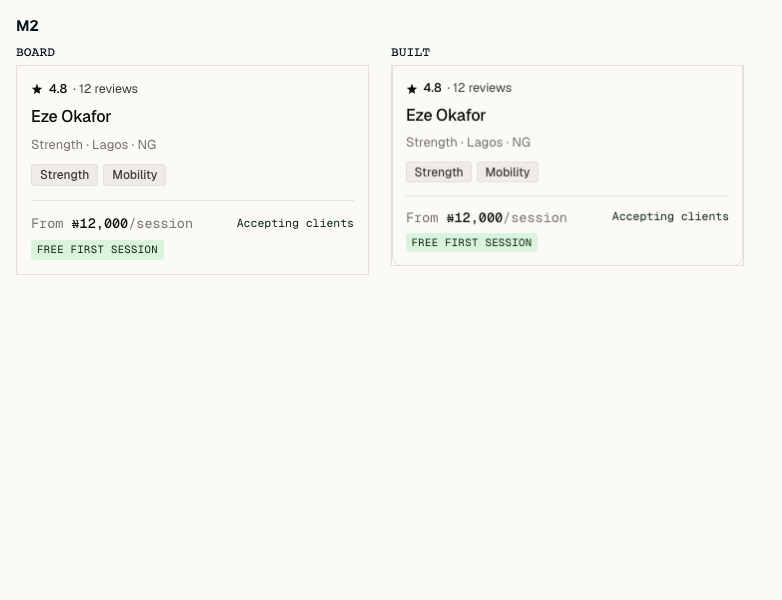 M2
BOARD
★ 4.8 · 12 reviews
Eze Okafor
Strength · Lagos · NG
Strength Mobility
From ₦12,000/session Accepting clients
FREE FIRST SESSION
BUILT
★ 4.8 · 12 reviews
Eze Okafor
Strength · Lagos · NG
Strength Mobility
From ₦12,000/session Accepting clients
FREE FIRST SESSION